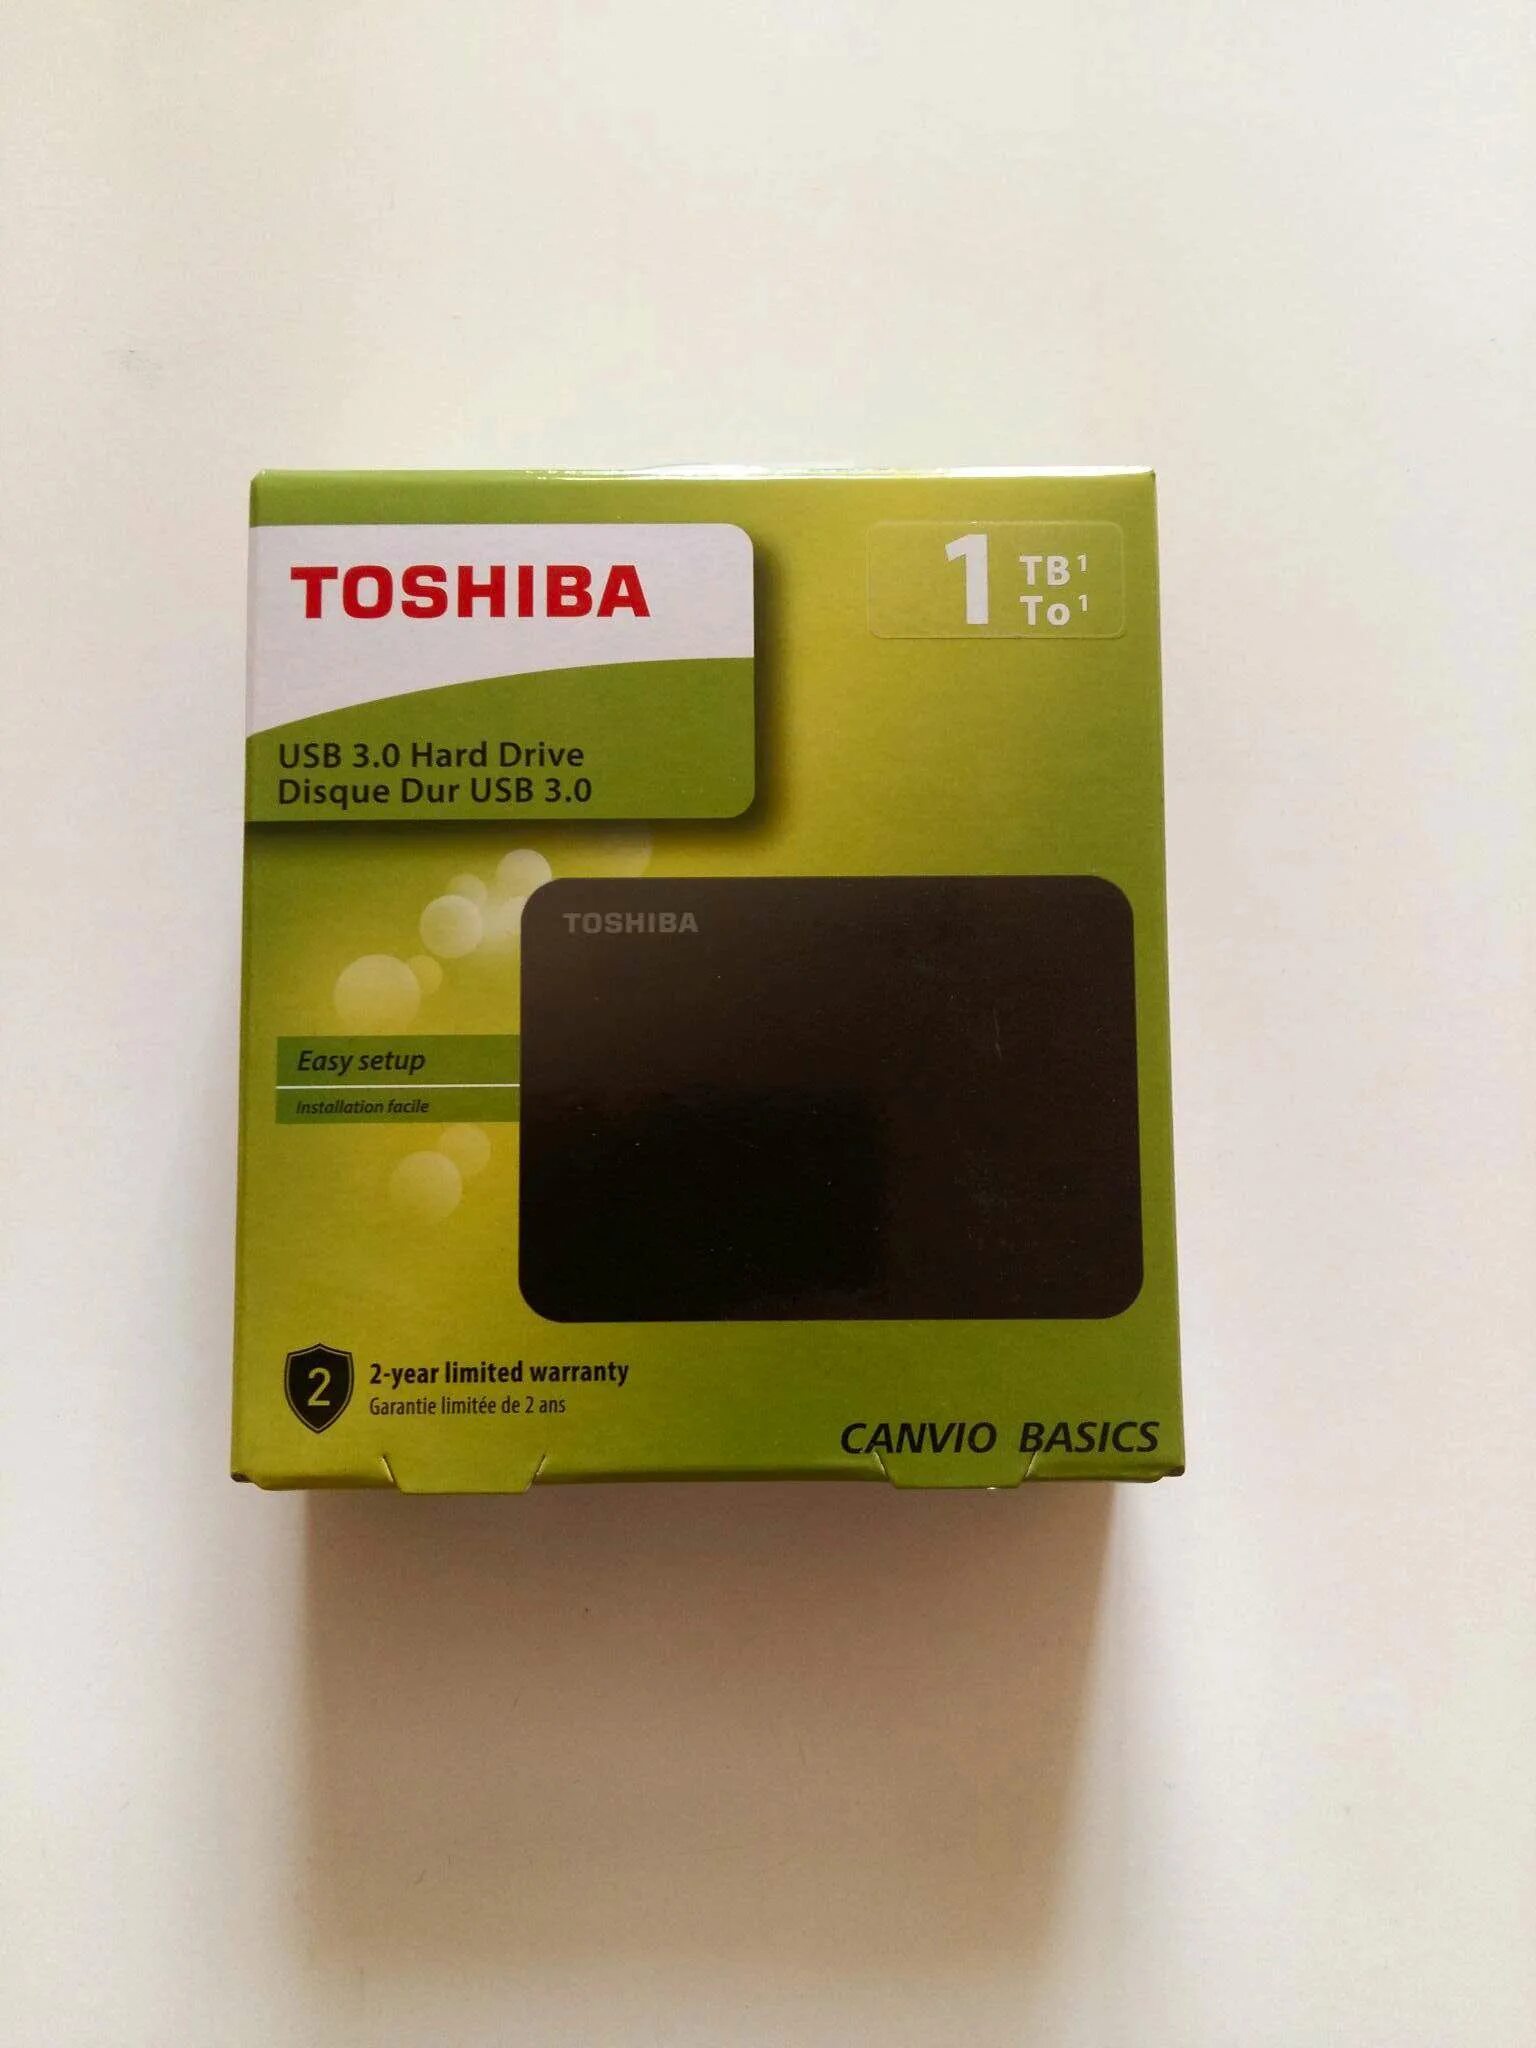 TOSHIBA
1 TB¹
To¹
USB 3.0 Hard Drive
Disque Dur USB 3.0
TOSHIBA
Easy setup
Installation facile
2
2-year limited warranty
Garantie limitée de 2 ans
CANVIO BASICS